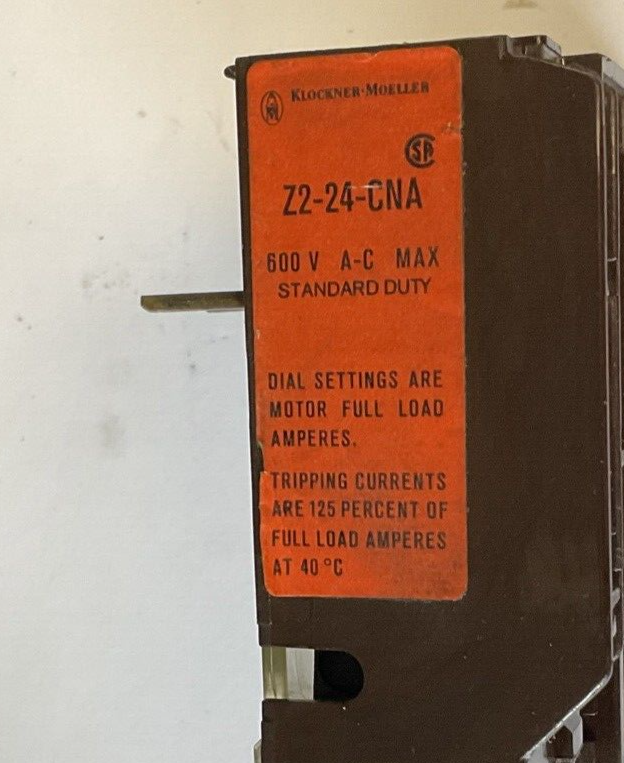 KLOCKNER-MOELLER
SA
Z2-24-CNA
600 V A-C MAX
STANDARD DUTY
DIAL SETTINGS ARE
MOTOR FULL LOAD
AMPERES.
TRIPPING CURRENTS
ARE 125 PERCENT OF
FULL LOAD AMPERES
AT 40 °C